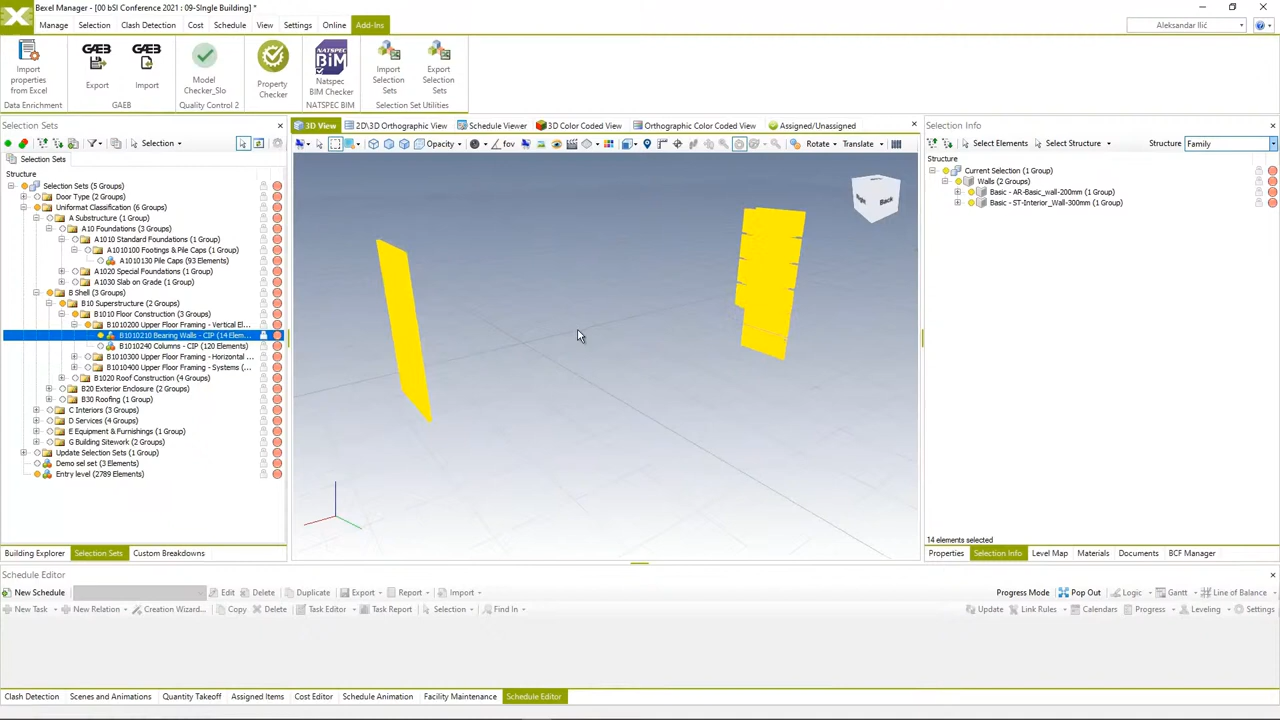 Bexel Manager - [00 bSI Conference 2021 : 09-Single Building] *
Manage Selection Clash Detection Cost Schedule View Settings Online Add-Ins
Aleksandar Ilić
Import properties from Excel
Export
Import
Model Checker_Slo
Property Checker
Natspec BIM Checker
Import Selection Sets
Export Selection Sets
Data Enrichment GAEB Quality Control 2 NATSPEC BIM Selection Set Utilities
Selection Sets
3D View 2D\3D Orthographic View Schedule Viewer 3D Color Coded View Orthographic Color Coded View Assigned/Unassigned
Selection Info
Selection
Opacity fov Rotate Translate
Select Elements Select Structure Structure Family
Selection Sets
Structure
Selection Sets (5 Groups)
Door Type (2 Groups)
Uniformat Classification (6 Groups)
A Substructure (1 Group)
A10 Foundations (3 Groups)
A1010 Standard Foundations (1 Group)
A1010100 Footings & Pile Caps (1 Group)
A1010130 Pile Caps (93 Elements)
A1020 Special Foundations (1 Group)
A1030 Slab on Grade (1 Group)
B Shell (3 Groups)
B10 Superstructure (2 Groups)
B1010 Floor Construction (3 Groups)
B1010200 Upper Floor Framing - Vertical El...
B1010210 Bearing Walls - CIP (14 Elem...
B1010240 Columns - CIP (120 Elements)
B1010300 Upper Floor Framing - Horizontal ...
B1010400 Upper Floor Framing - Systems (...
B1020 Roof Construction (4 Groups)
B20 Exterior Enclosure (2 Groups)
B30 Roofing (1 Group)
C Interiors (3 Groups)
D Services (4 Groups)
E Equipment & Furnishings (1 Group)
G Building Sitework (2 Groups)
Update Selection Sets (1 Group)
Demo sel set (3 Elements)
Entry level (2789 Elements)
Back
Structure
Current Selection (1 Group)
Walls (2 Groups)
Basic - AR-Basic_wall-200mm (1 Group)
Basic - ST-Interior_Wall-300mm (1 Group)
14 elements selected
Building Explorer Selection Sets Custom Breakdowns
Properties Selection Info Level Map Materials Documents BCF Manager
Schedule Editor
New Schedule Edit Delete Duplicate Export Report Import Progress Mode Pop Out Logic Gantt Line of Balance
New Task New Relation Creation Wizard... Copy Delete Task Editor Task Report Selection Find In Update Link Rules Calendars Progress Leveling Settings
Clash Detection Scenes and Animations Quantity Takeoff Assigned Items Cost Editor Schedule Animation Facility Maintenance Schedule Editor